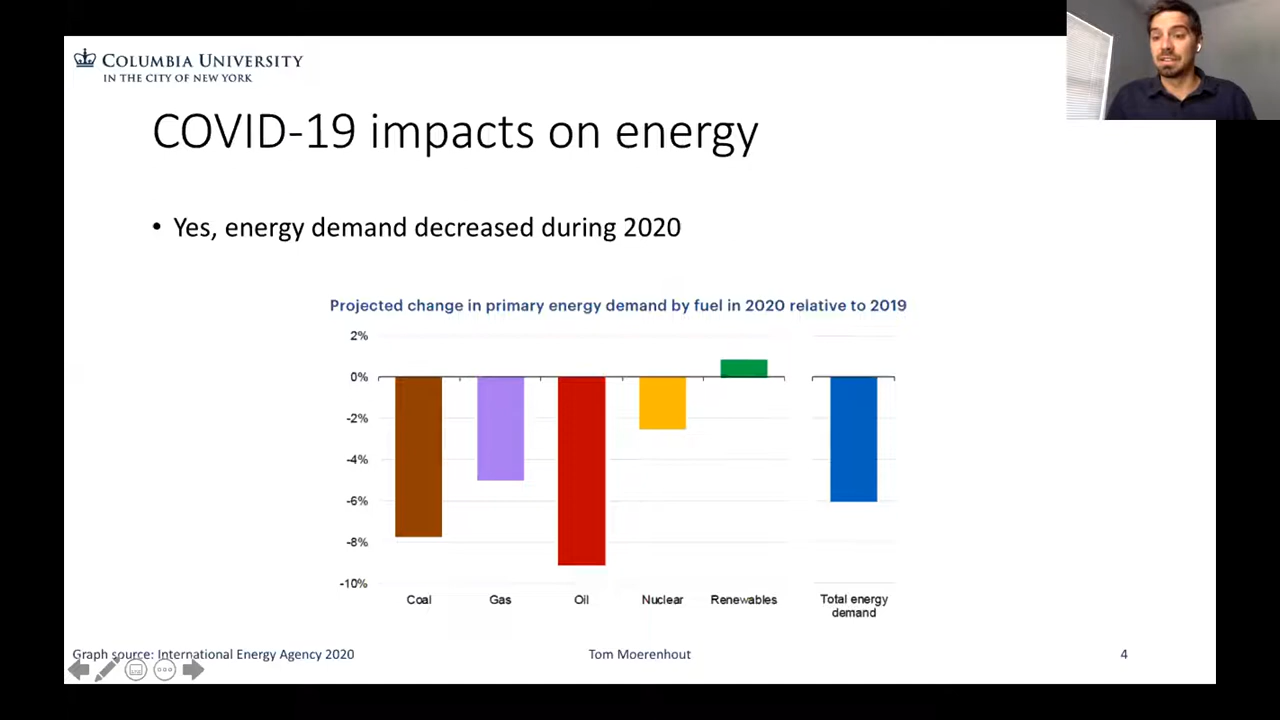 COLUMBIA UNIVERSITY
IN THE CITY OF NEW YORK
COVID-19 impacts on energy
• Yes, energy demand decreased during 2020
Projected change in primary energy demand by fuel in 2020 relative to 2019
2%
0%
-2%
-4%
-6%
-8%
-10%
Coal Gas Oil Nuclear Renewables Total energy
demand
Graph source: International Energy Agency 2020 Tom Moerenhout 4